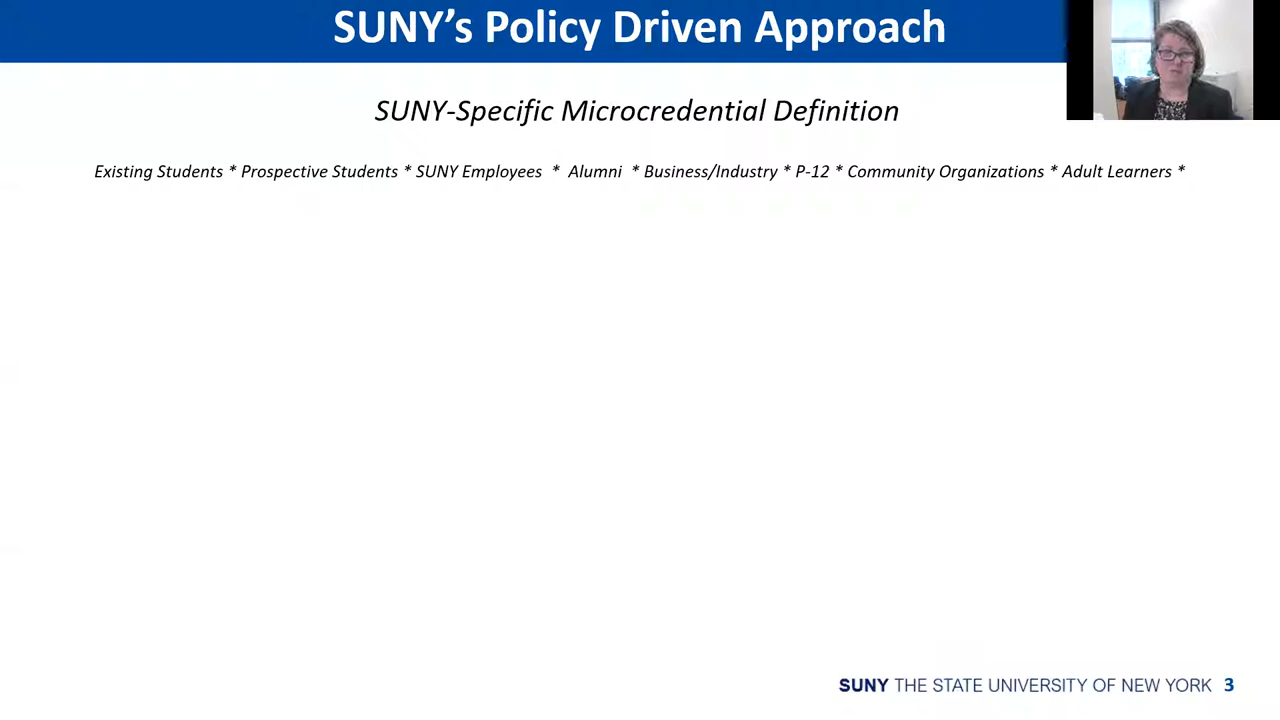 SUNY's Policy Driven Approach
SUNY-Specific Microcredential Definition
Existing Students * Prospective Students * SUNY Employees * Alumni * Business/Industry * P-12 * Community Organizations * Adult Learners *
SUNY THE STATE UNIVERSITY OF NEW YORK 3